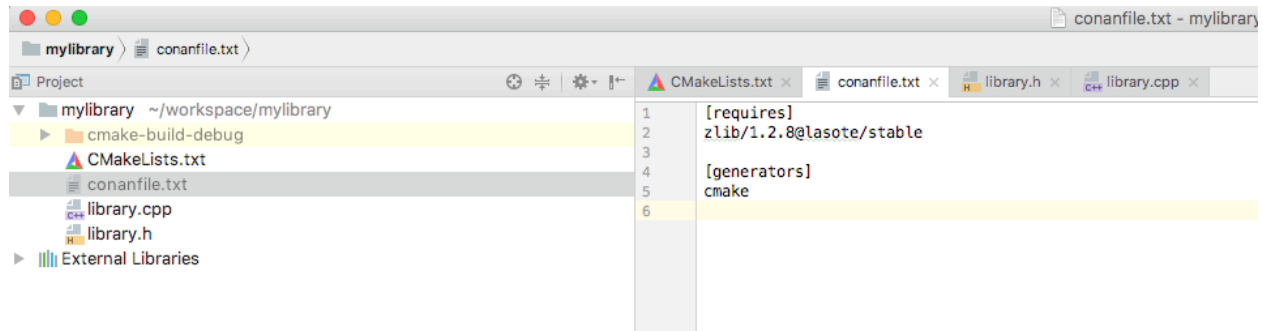 conanfile.txt - mylibrary
mylibrary conanfile.txt
Project
CMakeLists.txt conanfile.txt library.h library.cpp
mylibrary ~/workspace/mylibrary
cmake-build-debug
CMakeLists.txt
conanfile.txt
C++ library.cpp
H library.h
External Libraries
1 [requires]
2 zlib/1.2.8@lasote/stable
3
4 [generators]
5 cmake
6